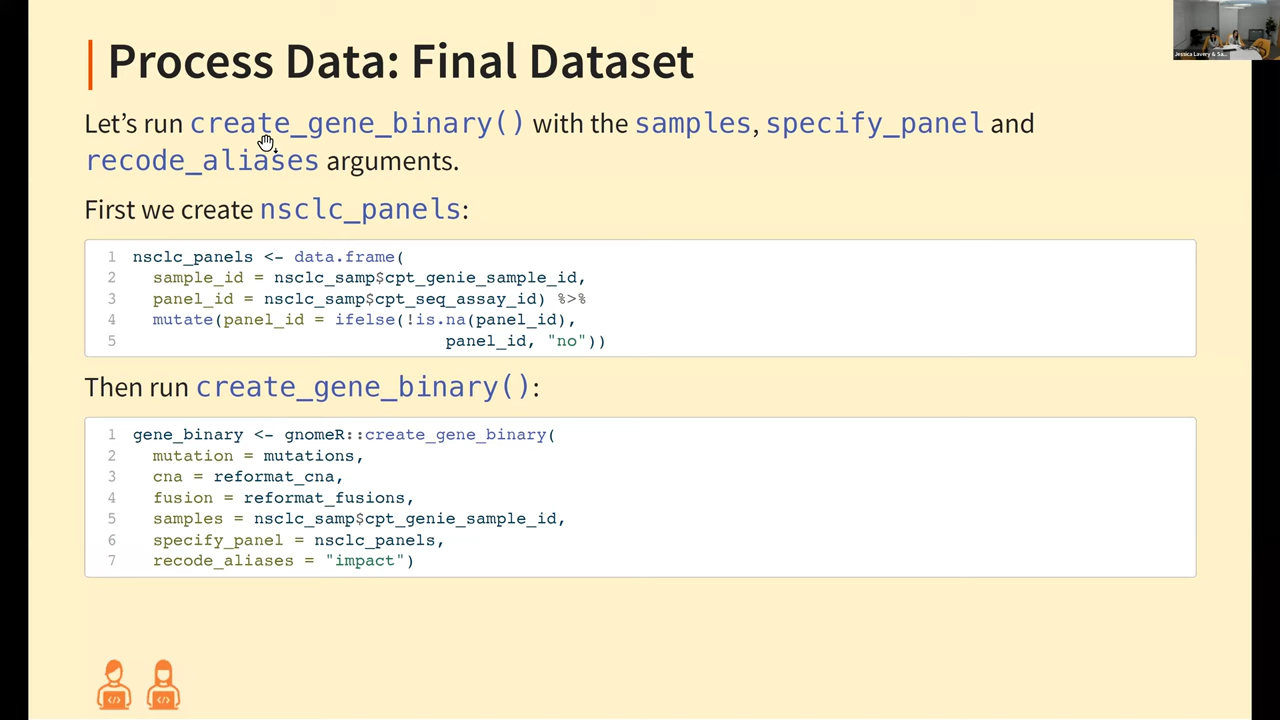 Process Data: Final Dataset
Jessica Lavery & Sa...
Let's run create_gene_binary() with the samples, specify_panel and
recode_aliases arguments.
First we create nsclc_panels:
1 nsclc_panels <- data.frame(
2   sample_id = nsclc_samp$cpt_genie_sample_id,
3   panel_id = nsclc_samp$cpt_seq_assay_id) %>%
4   mutate(panel_id = ifelse(!is.na(panel_id),
5                                panel_id, "no"))
Then run create_gene_binary():
1 gene_binary <- gnomeR::create_gene_binary(
2   mutation = mutations,
3   cna = reformat_cna,
4   fusion = reformat_fusions,
5   samples = nsclc_samp$cpt_genie_sample_id,
6   specify_panel = nsclc_panels,
7   recode_aliases = "impact")